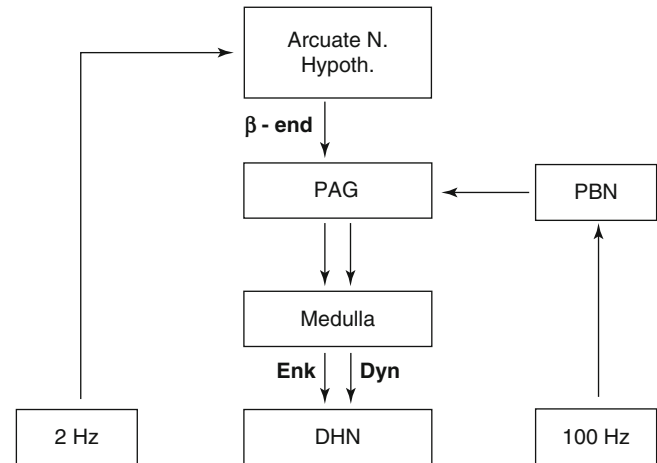 Arcuate N.
Hypoth.
β - end
PAG
PBN
Medulla
Enk
Dyn
2 Hz
DHN
100 Hz